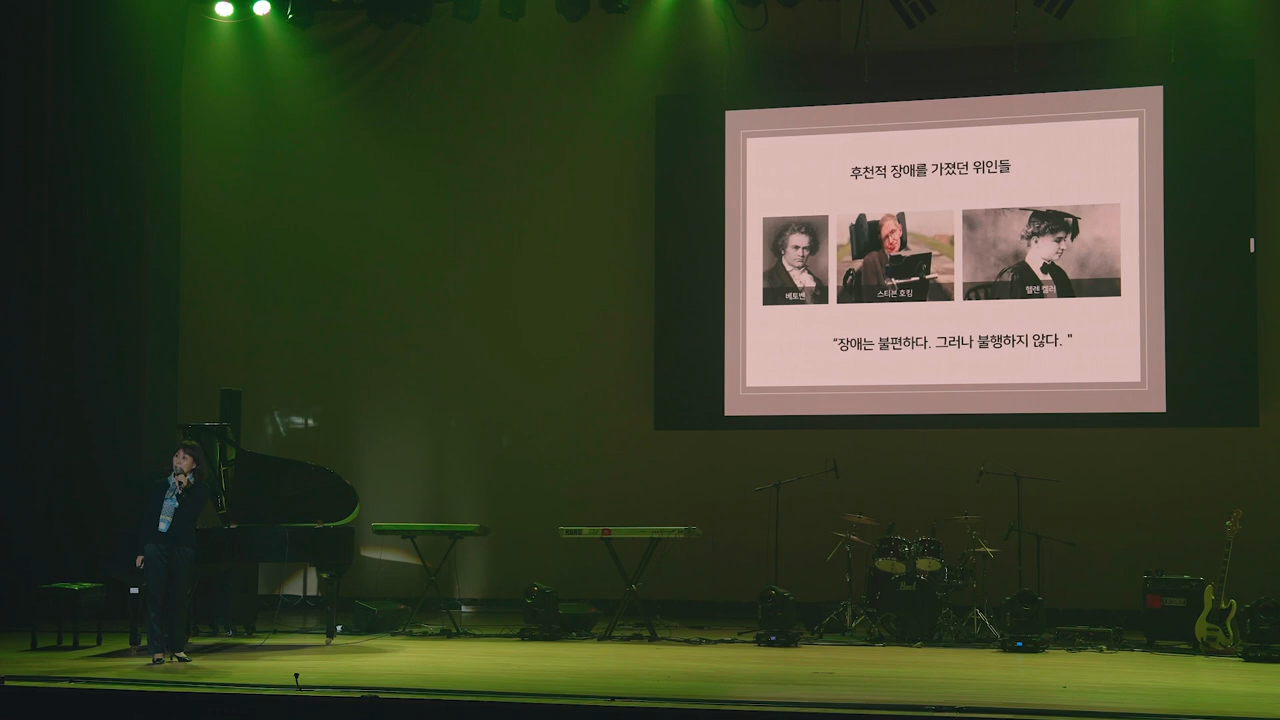 후천적 장애를 가졌던 위인들
베토벤
스티븐 호킹
헬렌 켈러
“장애는 불편하다. 그러나 불행하지 않다. "
KORG
Pearl